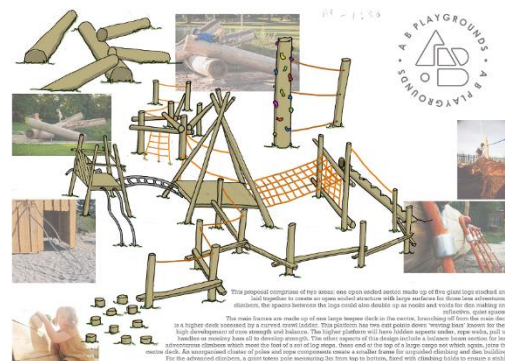 A B PLAYGROUNDS · A B PLAYGROUNDS ·
This proposal comprises of two areas: one open ended section made up of five giant logs stacked and
laid together to create an open ended structure with large surfaces for those less adventurous
climbers, the spaces between the logs could also double up as nooks and voids for den making or
reflective, quiet spaces
The main frames are made up of one large teepee deck in the centre, branching off from the main deck
is a higher deck accessed by a curved crawl ladder. This platform has two exit points down 'waving bars' known for the
high development of core strength and balance. The higher platform will have hidden aspects under, rope webs, pull up
handles or monkey bars all to develop strength. The other aspects of this design include a balance beam section for less
adventurous climbers which meet the foot of a set of log steps, these end at the top of a large cargo net which again, joins the
centre deck. An unorganised cluster of poles and ropes components create a smaller frame for unguided climbing and den building.
For the advanced climbers, a giant totem pole measuring 3m from top to bottom, fixed with climbing holds to ensure a